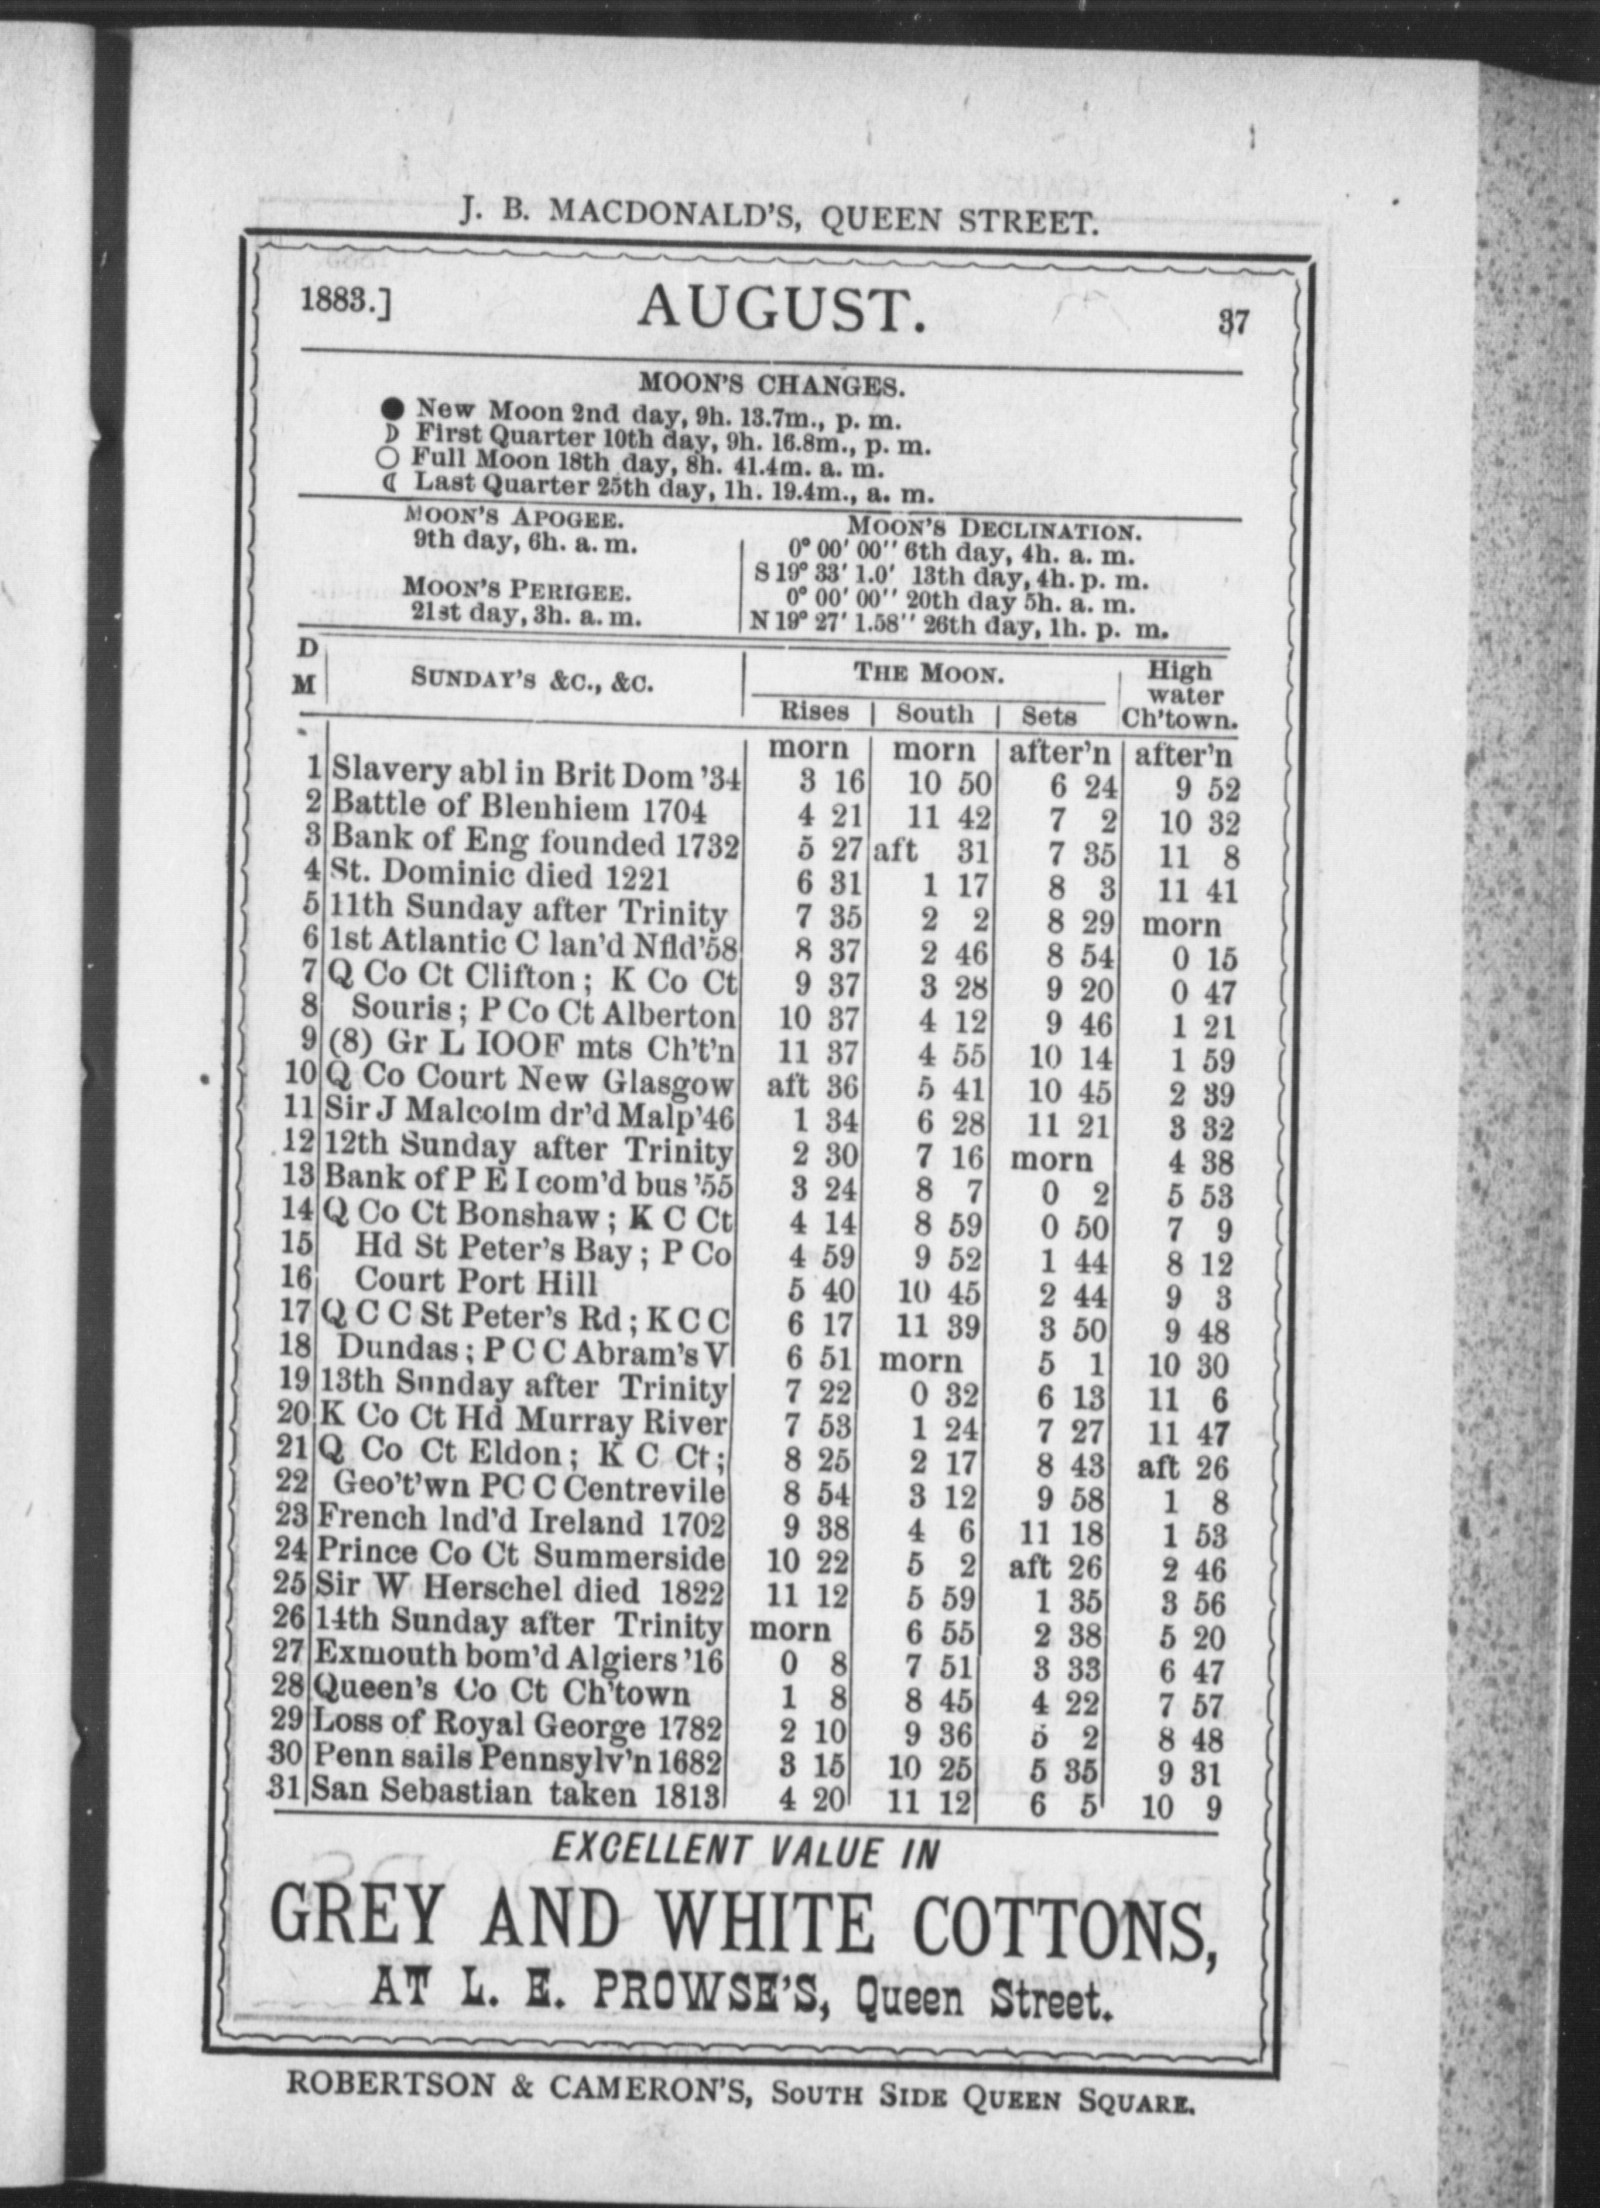 J. B. MACDONALD'S, QUEEN STREET.
1883.] AUGUST. 37
MOON'S CHANGES.
● New Moon 2nd day, 9h. 13.7m., p. m.
☽ First Quarter 10th day, 9h. 16.8m., p. m.
○ Full Moon 18th day, 8h. 41.4m. a. m.
☾ Last Quarter 25th day, 1h. 19.4m., a. m.
MOON'S APOGEE.
9th day, 6h. a. m.
MOON'S PERIGEE.
21st day, 3h. a. m.
MOON'S DECLINATION.
0° 00' 00'' 6th day, 4h. a. m.
S 19° 33' 1.0' 13th day, 4h. p. m.
0° 00' 00'' 20th day 5h. a. m.
N 19° 27' 1.58'' 26th day, 1h. p. m.
D M SUNDAY'S &C., &C. THE MOON. High water Ch'town.
Rises South Sets
morn morn after'n after'n
1 Slavery abl in Brit Dom '34 3 16 10 50 6 24 9 52
2 Battle of Blenhiem 1704 4 21 11 42 7 2 10 32
3 Bank of Eng founded 1732 5 27 aft 31 7 35 11 8
4 St. Dominic died 1221 6 31 1 17 8 3 11 41
5 11th Sunday after Trinity 7 35 2 2 8 29 morn
6 1st Atlantic C lan'd Nfld'58 8 37 2 46 8 54 0 15
7 Q Co Ct Clifton; K Co Ct 9 37 3 28 9 20 0 47
8 Souris; P Co Ct Alberton 10 37 4 12 9 46 1 21
9 (8) Gr L IOOF mts Ch't'n 11 37 4 55 10 14 1 59
10 Q Co Court New Glasgow aft 36 5 41 10 45 2 39
11 Sir J Malcolm dr'd Malp'46 1 34 6 28 11 21 3 32
12 12th Sunday after Trinity 2 30 7 16 morn 4 38
13 Bank of P E I com'd bus '55 3 24 8 7 0 2 5 53
14 Q Co Ct Bonshaw; K C Ct 4 14 8 59 0 50 7 9
15 Hd St Peter's Bay; P Co 4 59 9 52 1 44 8 12
16 Court Port Hill 5 40 10 45 2 44 9 3
17 Q C C St Peter's Rd; K C C 6 17 11 39 3 50 9 48
18 Dundas; P C C Abram's V 6 51 morn 5 1 10 30
19 13th Sunday after Trinity 7 22 0 32 6 13 11 6
20 K Co Ct Hd Murray River 7 53 1 24 7 27 11 47
21 Q Co Ct Eldon; K C Ct; 8 25 2 17 8 43 aft 26
22 Geo't'wn PC C Centrevile 8 54 3 12 9 58 1 8
23 French lnd'd Ireland 1702 9 38 4 6 11 18 1 53
24 Prince Co Ct Summerside 10 22 5 2 aft 26 2 46
25 Sir W Herschel died 1822 11 12 5 59 1 35 3 56
26 14th Sunday after Trinity morn 6 55 2 38 5 20
27 Exmouth bom'd Algiers '16 0 8 7 51 3 33 6 47
28 Queen's Co Ct Ch'town 1 8 8 45 4 22 7 57
29 Loss of Royal George 1782 2 10 9 36 5 2 8 48
30 Penn sails Pennsylv'n 1682 3 15 10 25 5 35 9 31
31 San Sebastian taken 1813 4 20 11 12 6 5 10 9
EXCELLENT VALUE IN
GREY AND WHITE COTTONS,
AT L. E. PROWSE'S, Queen Street.
ROBERTSON & CAMERON'S, SOUTH SIDE QUEEN SQUARE.